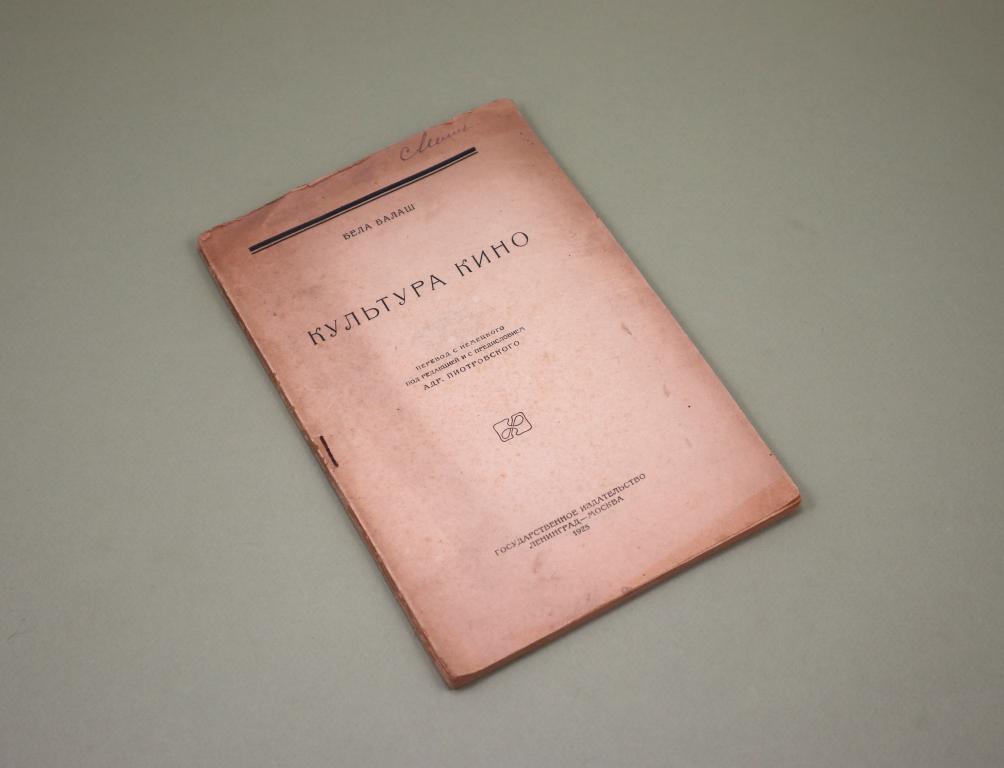 БЕЛА БАЛАШ
КУЛЬТУРА КИНО
ПЕРЕВОД С НЕМЕЦКОГО
ПОД РЕДАКЦИЕЙ И С ПРЕДИСЛОВИЕМ
АДР. ПИОТРОВСКОГО
ГОСУДАРСТВЕННОЕ ИЗДАТЕЛЬСТВО
ЛЕНИНГРАД—МОСКВА
1925